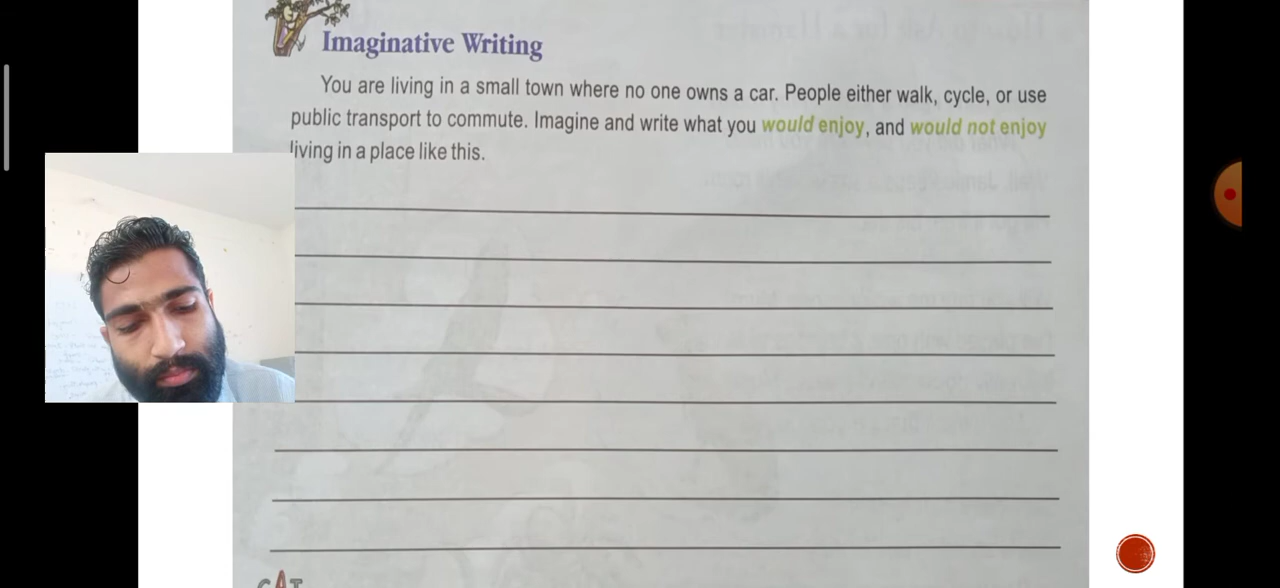 Imaginative Writing
You are living in a small town where no one owns a car. People either walk, cycle, or use
public transport to commute. Imagine and write what you would enjoy, and would not enjoy
living in a place like this.
CAT